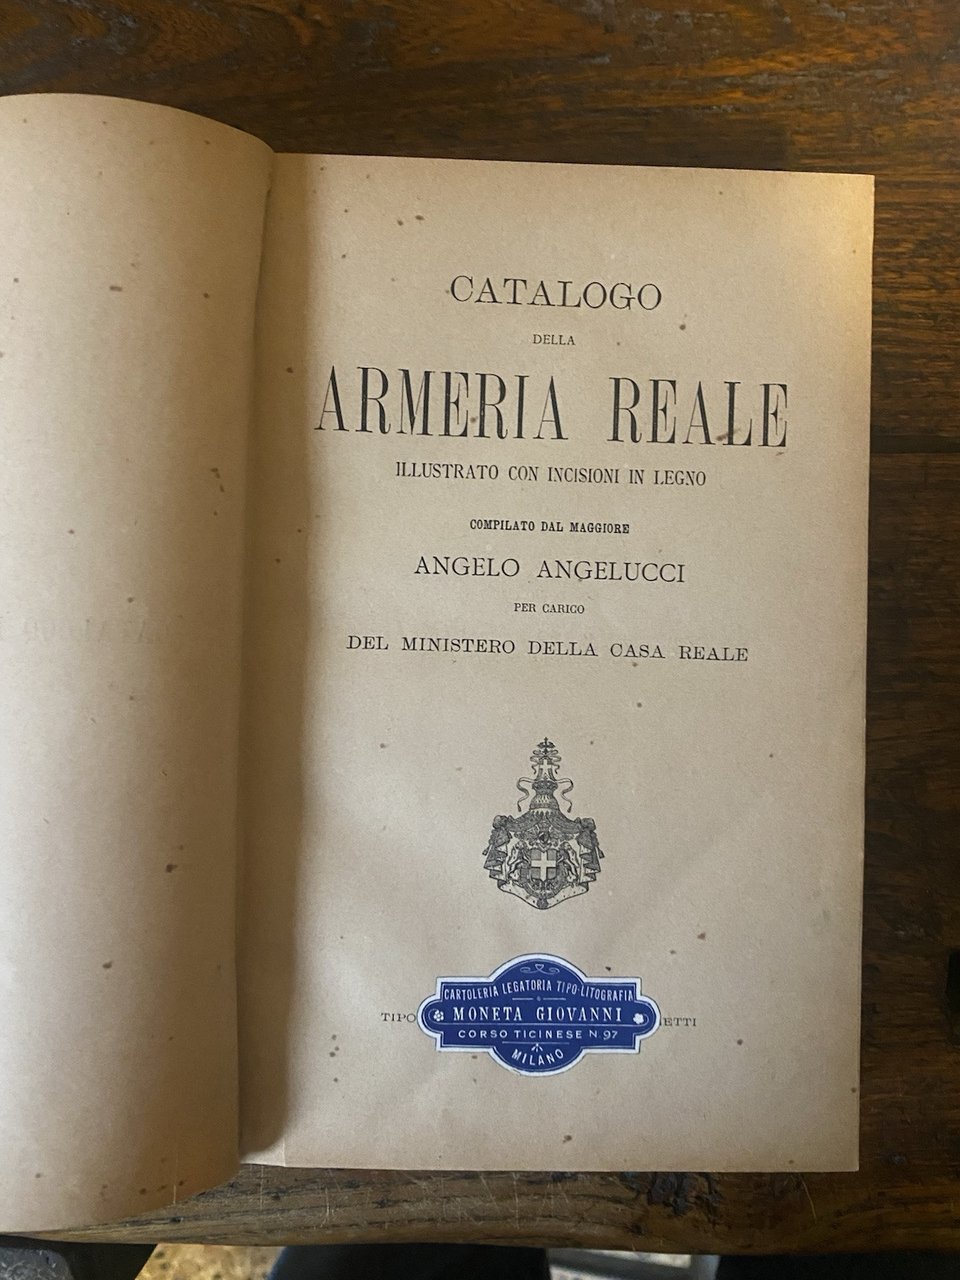 CATALOGO
DELLA
ARMERIA REALE
ILLUSTRATO CON INCISIONI IN LEGNO
COMPILATO DAL MAGGIORE
ANGELO ANGELUCCI
PER CARICO
DEL MINISTERO DELLA CASA REALE
CARTOLERIA LEGATORIA TIPO-LITOGRAFIA
TIPO MONETA GIOVANNI ETTI
CORSO TICINESE N. 97
MILANO